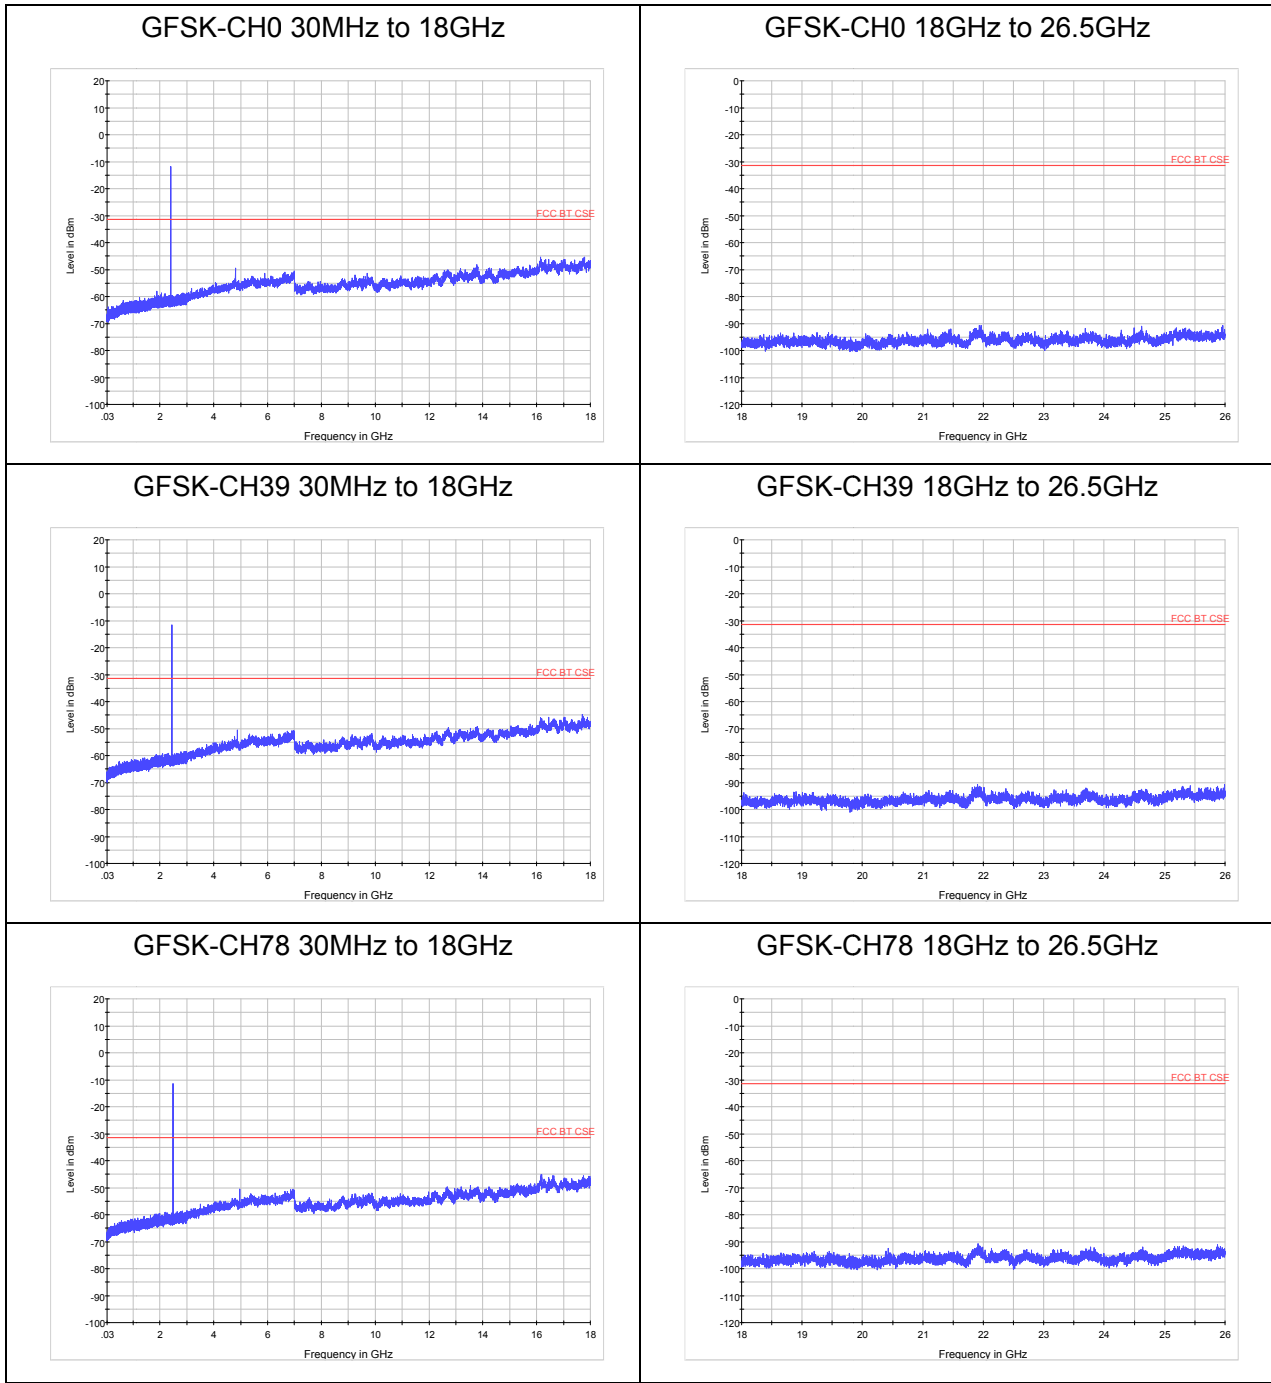 GFSK-CH0 30MHz to 18GHz
20
10
0
-10
-20
-30
-40
-50
-60
-70
-80
-90
-100
Level in dBm
FCC BT CSE
.03 2 4 6 8 10 12 14 16 18
Frequency in GHz
GFSK-CH0 18GHz to 26.5GHz
0
-10
-20
-30
-40
-50
-60
-70
-80
-90
-100
-110
-120
Level in dBm
FCC BT CSE
18 19 20 21 22 23 24 25 26
Frequency in GHz
GFSK-CH39 30MHz to 18GHz
20
10
0
-10
-20
-30
-40
-50
-60
-70
-80
-90
-100
Level in dBm
FCC BT CSE
.03 2 4 6 8 10 12 14 16 18
Frequency in GHz
GFSK-CH39 18GHz to 26.5GHz
0
-10
-20
-30
-40
-50
-60
-70
-80
-90
-100
-110
-120
Level in dBm
FCC BT CSE
18 19 20 21 22 23 24 25 26
Frequency in GHz
GFSK-CH78 30MHz to 18GHz
20
10
0
-10
-20
-30
-40
-50
-60
-70
-80
-90
-100
Level in dBm
FCC BT CSE
.03 2 4 6 8 10 12 14 16 18
Frequency in GHz
GFSK-CH78 18GHz to 26.5GHz
0
-10
-20
-30
-40
-50
-60
-70
-80
-90
-100
-110
-120
Level in dBm
FCC BT CSE
18 19 20 21 22 23 24 25 26
Frequency in GHz